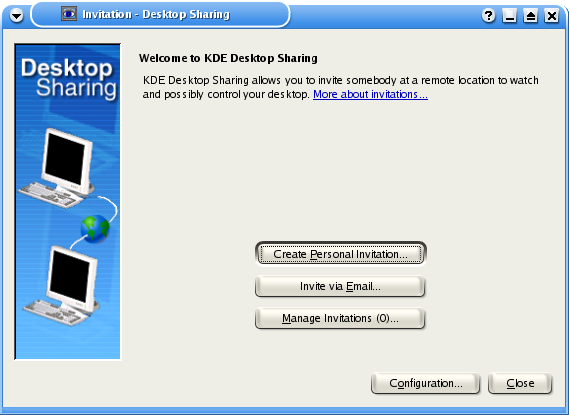 Invitation - Desktop Sharing
Desktop
Sharing
Welcome to KDE Desktop Sharing
KDE Desktop Sharing allows you to invite somebody at a remote location to watch
and possibly control your desktop. More about invitations...
Create Personal Invitation...
Invite via Email...
Manage Invitations (0)...
Configuration...
Close